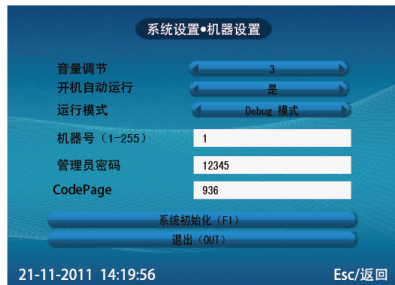 系统设置•机器设置
音量调节 3
开机自动运行 是
运行模式 Debug 模式
机器号（1-255） 1
管理员密码 12345
CodePage 936
系统初始化（F1）
退出（OUT）
21-11-2011 14:19:56 Esc/返回